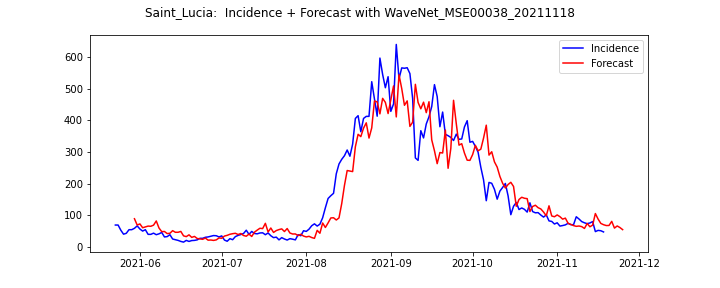 Saint_Lucia:  Incidence + Forecast with WaveNet_MSE00038_20211118
Incidence
Forecast
600
500
400
300
200
100
0
2021-06 2021-07 2021-08 2021-09 2021-10 2021-11 2021-12